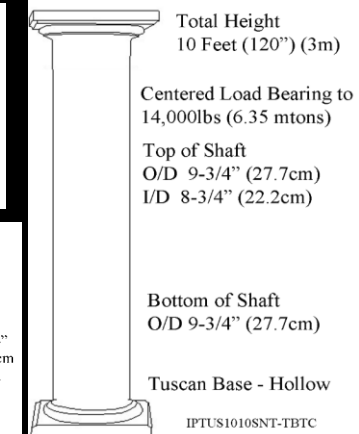 Total Height
10 Feet (120”) (3m)
Centered Load Bearing to
14,000lbs (6.35 mtons)
Top of Shaft
O/D 9-3/4” (27.7cm)
I/D 8-3/4” (22.2cm)
Bottom of Shaft
O/D 9-3/4” (27.7cm)
”
cm
Tuscan Base - Hollow
IPTUS1010SNT-TBTC